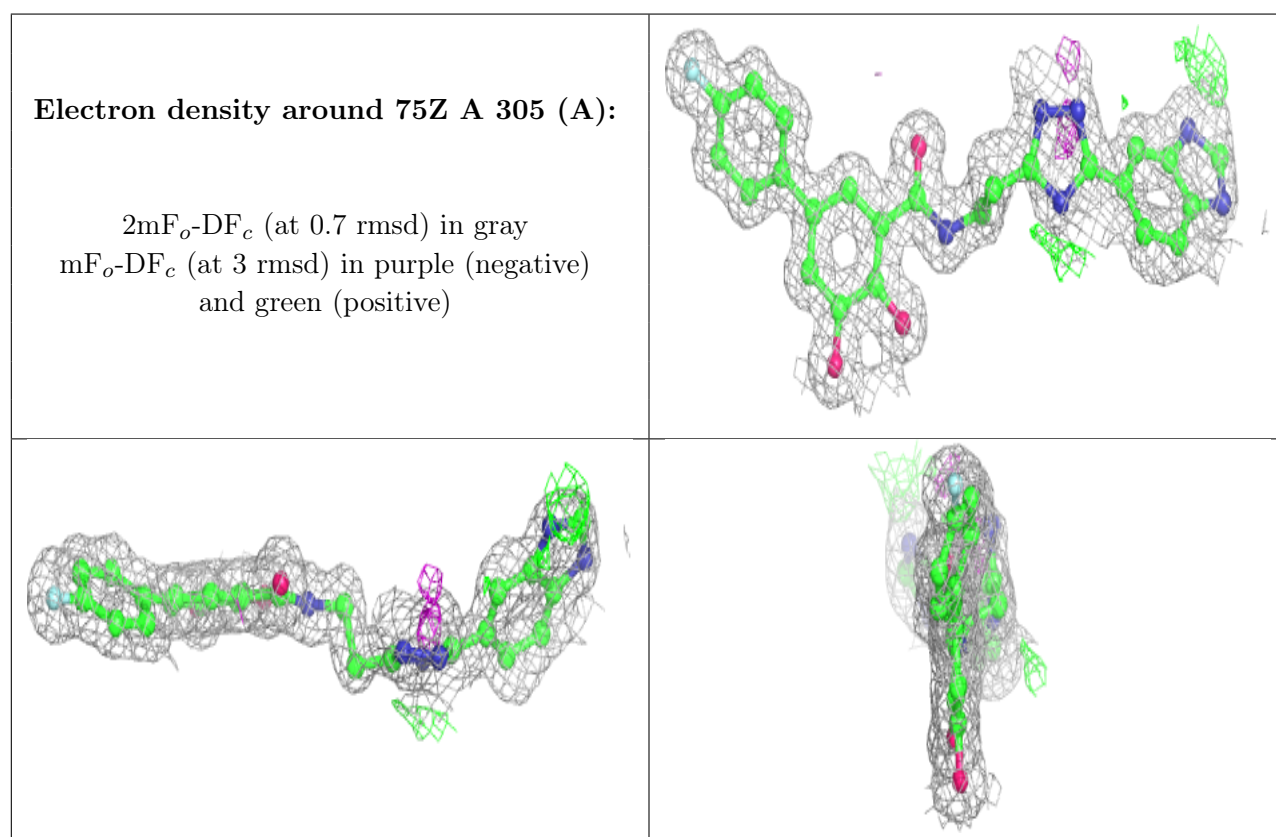 Electron density around 75Z A 305 (A):
2mFₒ-DF𝒸 (at 0.7 rmsd) in gray
mFₒ-DF𝒸 (at 3 rmsd) in purple (negative)
and green (positive)